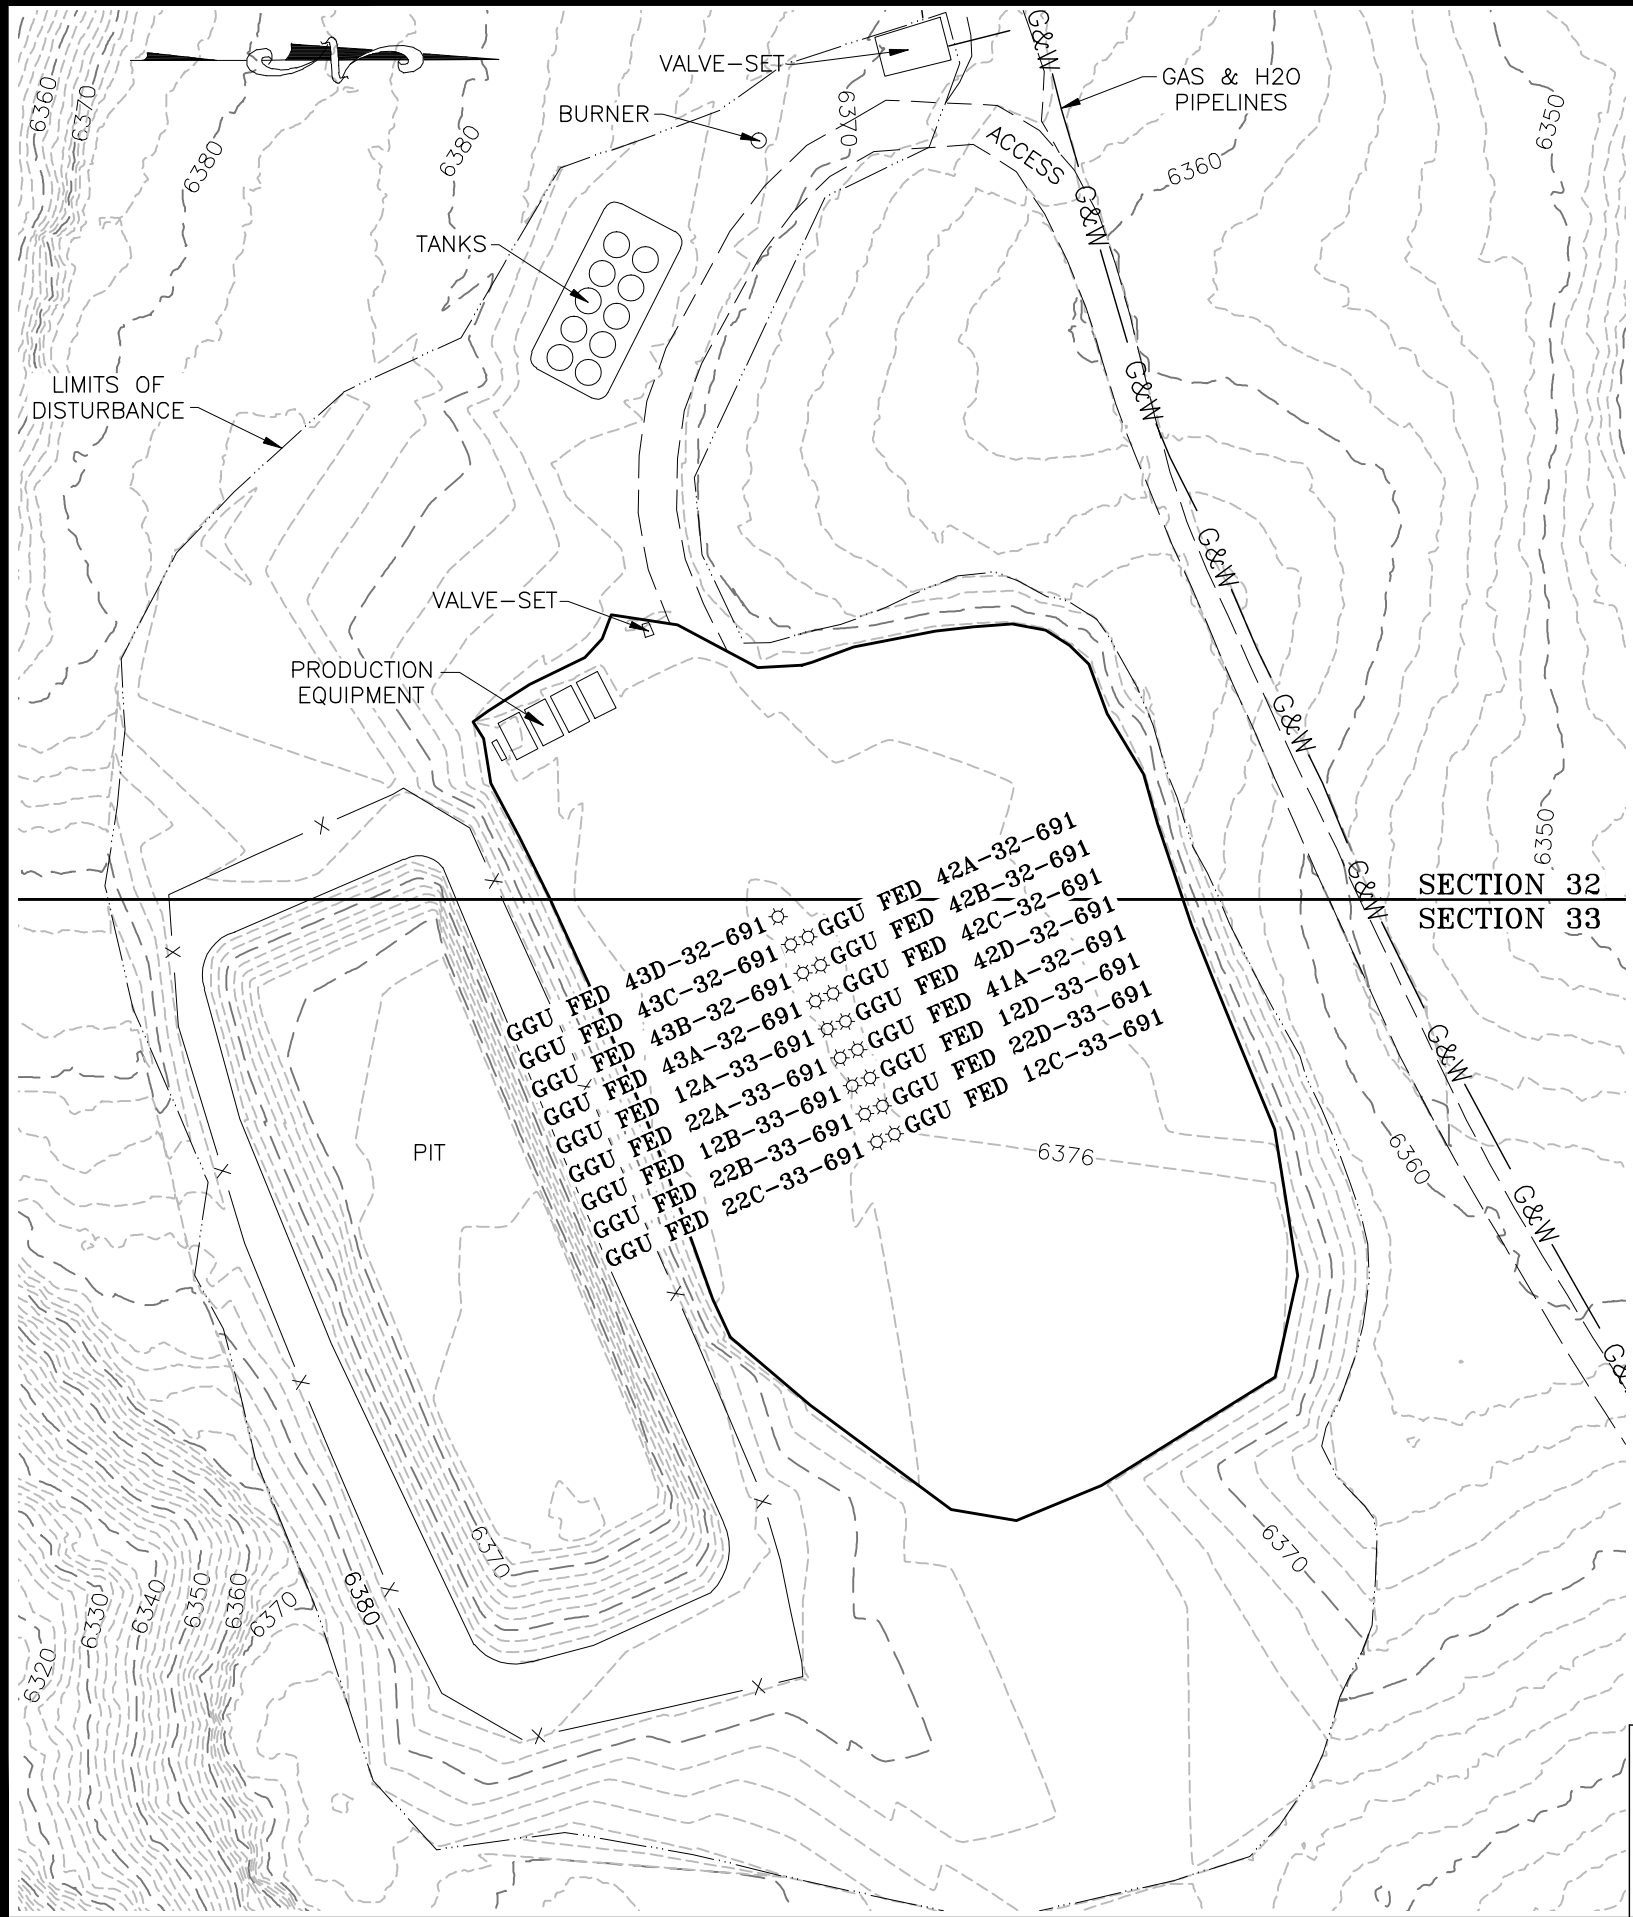 VALVE-SET
GAS & H2O
PIPELINES
BURNER
ACCESS
TANKS
LIMITS OF
DISTURBANCE
VALVE-SET
PRODUCTION
EQUIPMENT
SECTION 32
SECTION 33
GGU FED 43D-32-691
GGU FED 43C-32-691 GGU FED 42A-32-691
GGU FED 43B-32-691 GGU FED 42B-32-691
GGU FED 43A-32-691 GGU FED 42C-32-691
GGU FED 12A-33-691 GGU FED 42D-32-691
GGU FED 22A-33-691 GGU FED 41A-32-691
GGU FED 12B-33-691 GGU FED 12D-33-691
GGU FED 22B-33-691 GGU FED 22D-33-691
GGU FED 22C-33-691 GGU FED 12C-33-691
PIT
G&W
G&W
G&W
G&W
G&W
G&W
G&W
G&W
G&
6360
6370
6380
6380
6370
6360
6350
6350
6376
6360
6370
6370
6380
6320
6330
6340
6350
6360
6370
X
X
X
X
X
X
X
X
X
X